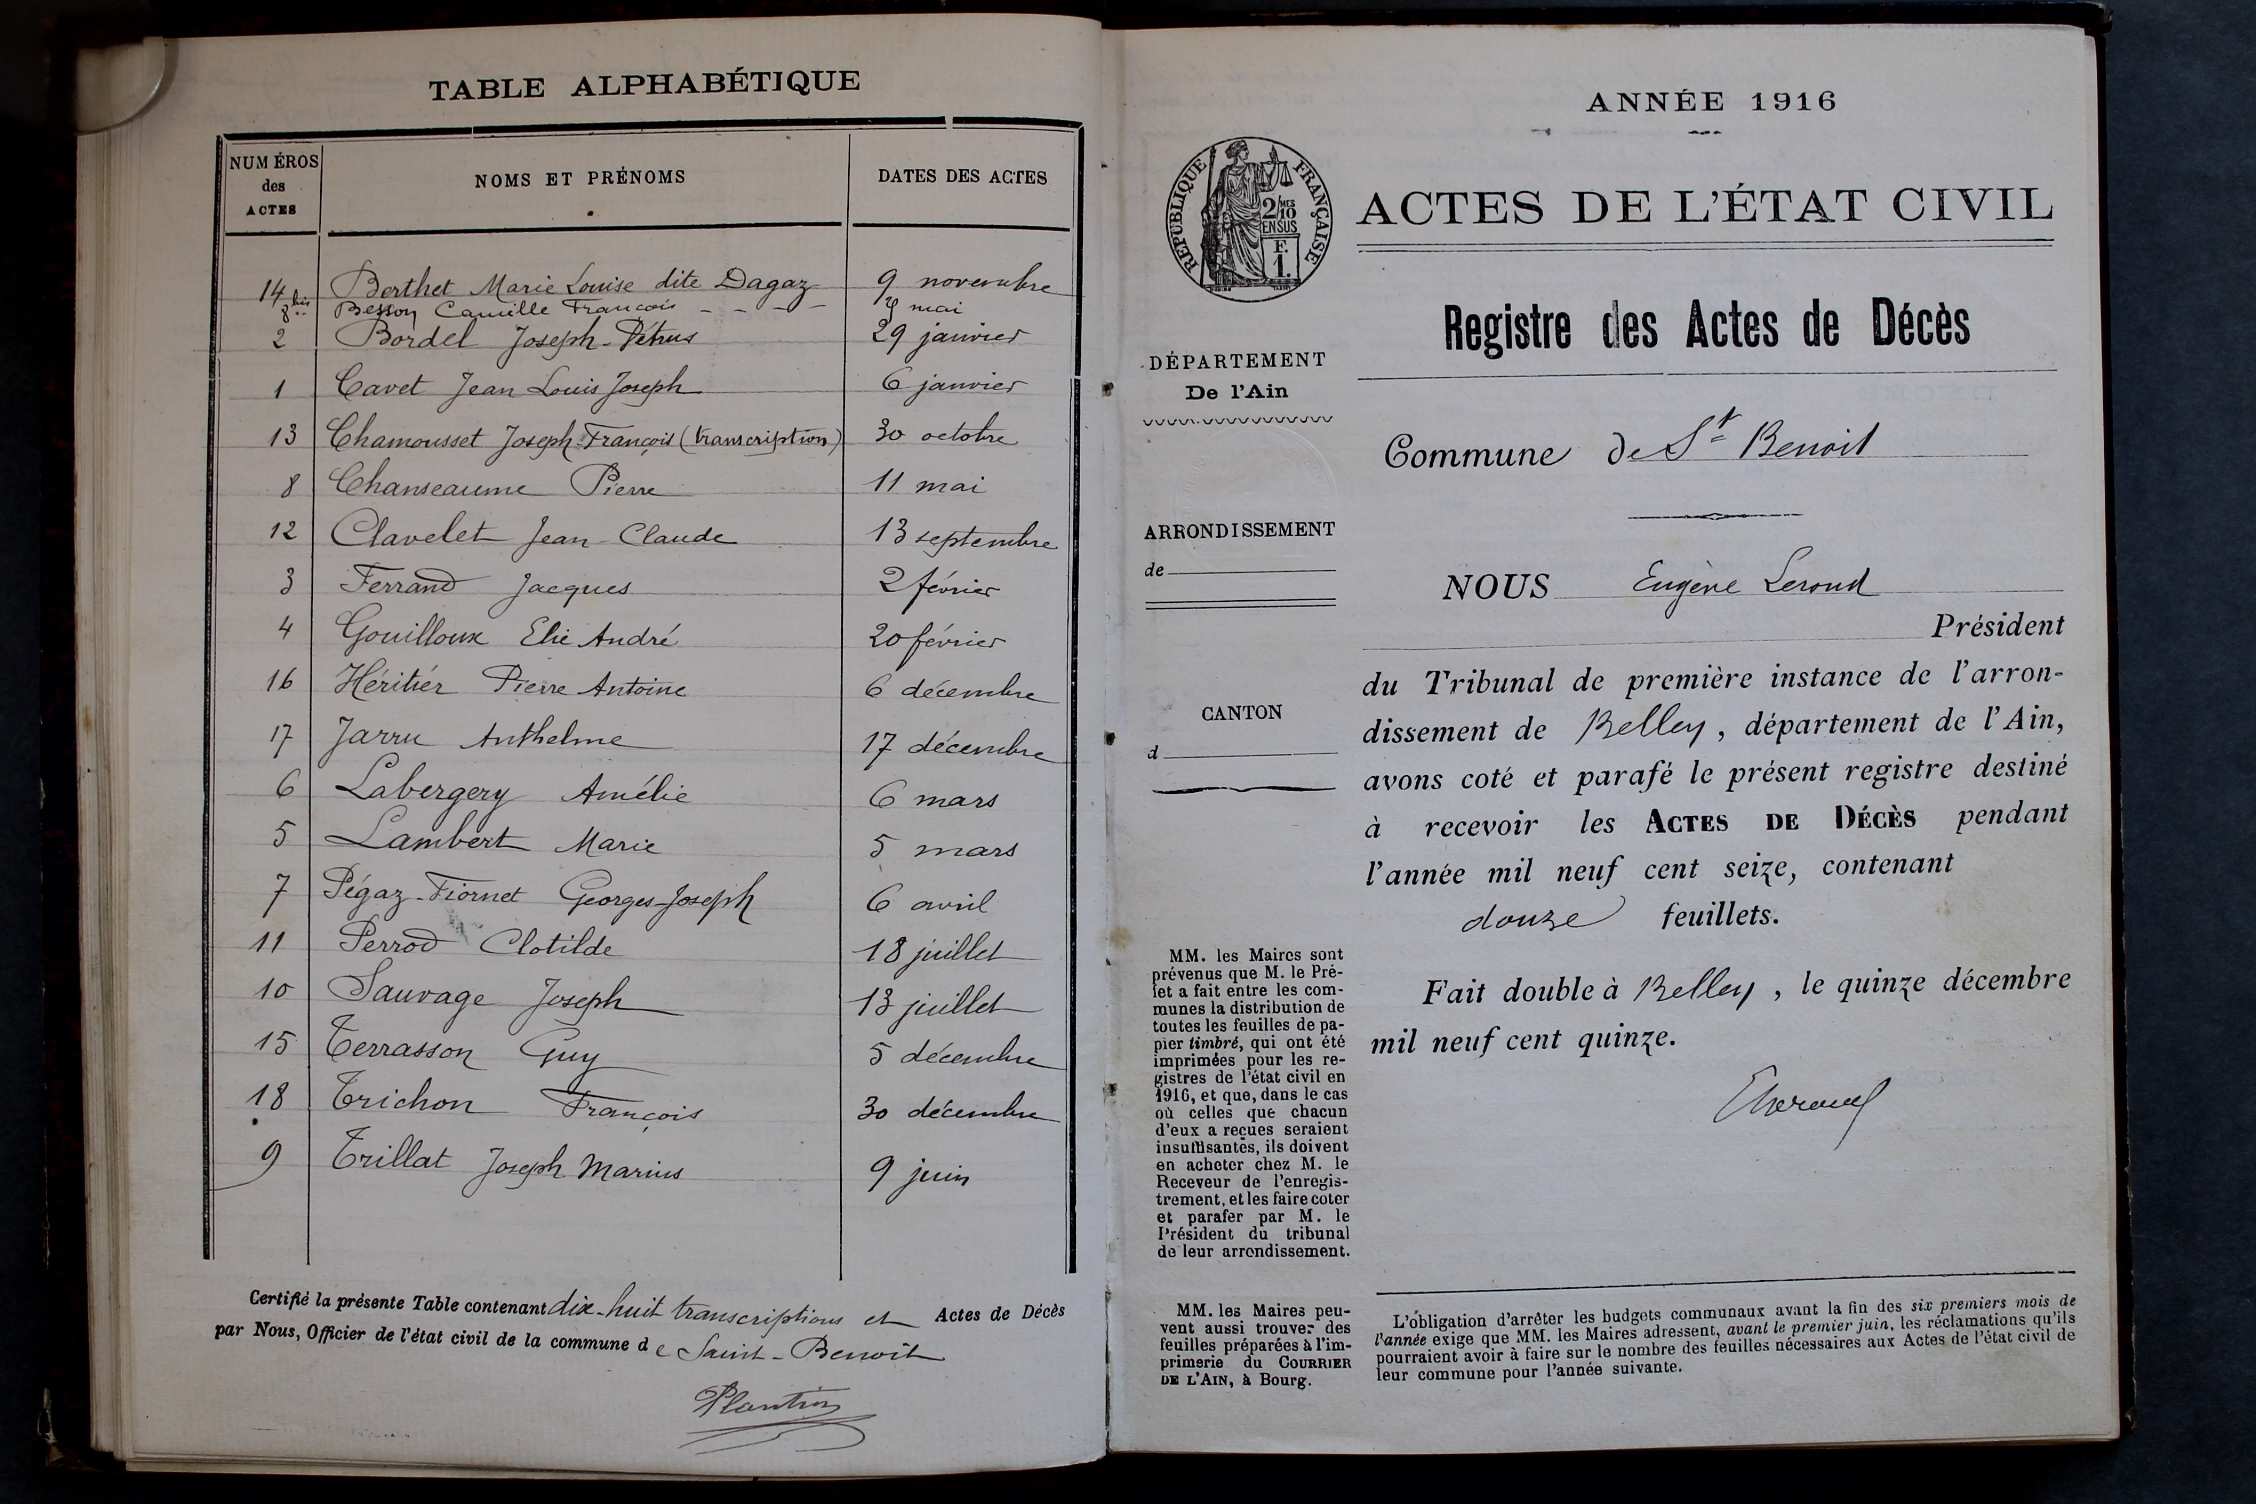 TABLE ALPHABÉTIQUE
NUMÉROS des ACTES
NOMS ET PRÉNOMS
DATES DES ACTES
14 Berthet Marie Louise dite Dagaz 9 novembre
8 bis Besson Camille François mai
2 Bordel Joseph-Pétrus 29 janvier
1 Cavet Jean Louis Joseph 6 janvier
13 Chamousset Joseph-François (transcription) 30 octobre
8 Chanseaume Pierre 11 mai
12 Clavelet Jean-Claude 13 septembre
3 Ferrand Jacques 2 février
4 Gouilloux Elie André 20 février
16 Héritier Pierre Antoine 6 décembre
17 Jarru Anthelme 17 décembre
6 Labergery Amélie 6 mars
5 Lambert Marie 5 mars
7 Pégaz-Fiornet Georges-Joseph 6 avril
11 Perrod Clotilde 18 juillet
10 Sauvage Joseph 13 juillet
15 Terrasson Guy 5 décembre
18 Trichon François 30 décembre
9 Trillat Joseph Marius 9 juin
Certifié la présente Table contenant dix-huit transcriptions et Actes de Décès
par Nous, Officier de l'état civil de la commune de Saint-Benoit
Plantin
ANNÉE 1916
RÉPUBLIQUE FRANÇAISE
2/10 MES
EN SUS
F.
1.
ACTES DE L'ÉTAT CIVIL
Registre des Actes de Décès
DÉPARTEMENT
De l'Ain
Commune de St Benoit
ARRONDISSEMENT
de
NOUS Eugène Leroud
Président
du Tribunal de première instance de l'arron-
dissement de Belley, département de l'Ain,
avons coté et parafé le présent registre destiné
à recevoir les ACTES DE DÉCÈS pendant
l'année mil neuf cent seize, contenant
douze feuillets.
Fait double à Belley, le quinze décembre
mil neuf cent quinze.
CANTON
d
MM. les Maires sont
prévenus que M. le Pré-
fet a fait entre les com-
munes la distribution de
toutes les feuilles de pa-
pier timbré, qui ont été
imprimées pour les re-
gistres de l'état civil en
1916, et que, dans le cas
où celles que chacun
d'eux a reçues seraient
insuffisantes, ils doivent
en acheter chez M. le
Receveur de l'enregis-
trement, et les faire coter
et parafer par M. le
Président du tribunal
de leur arrondissement.
MM. les Maires peu-
vent aussi trouver des
feuilles préparées à l'im-
primerie du COURRIER
DE L'AIN, à Bourg.
L'obligation d'arrêter les budgets communaux avant la fin des six premiers mois de
l'année exige que MM. les Maires adressent, avant le premier juin, les réclamations qu'ils
pourraient avoir à faire sur le nombre des feuilles nécessaires aux Actes de l'état civil de
leur commune pour l'année suivante.